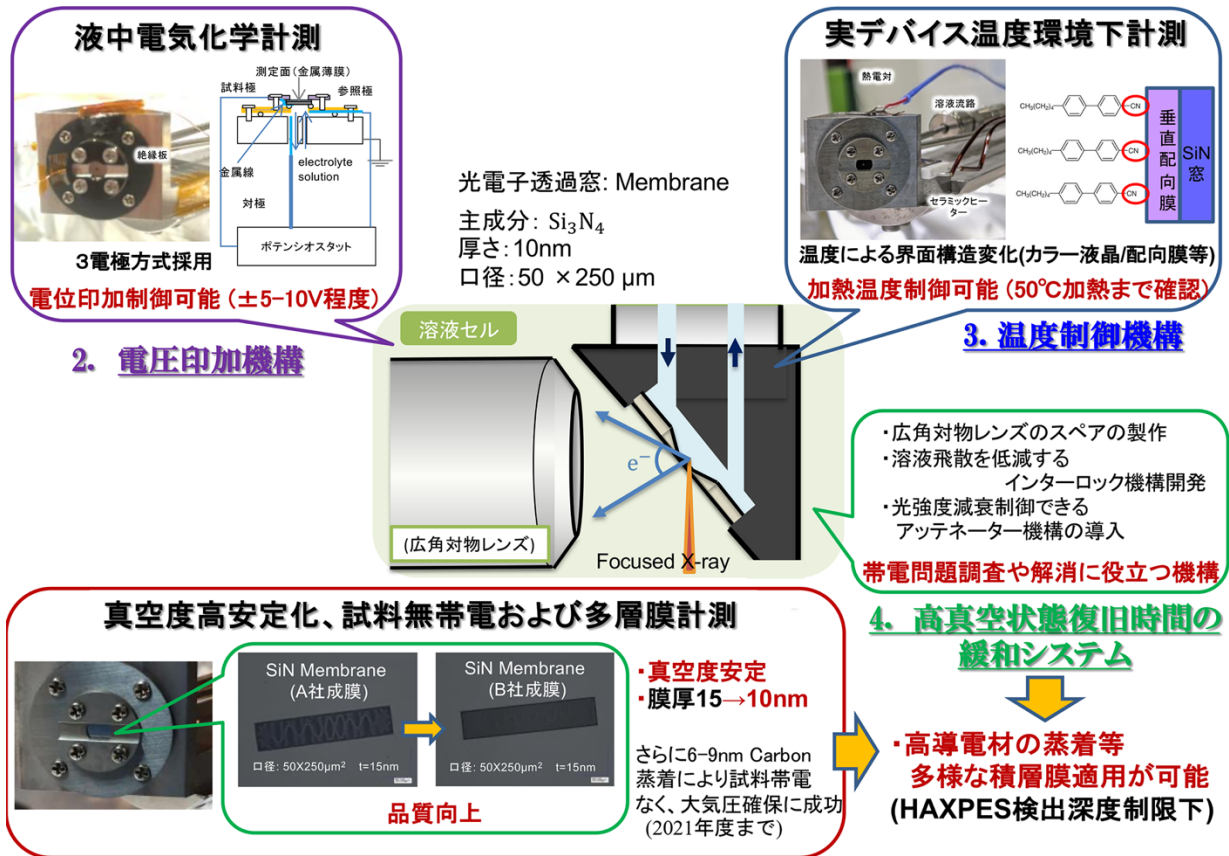 液中電気化学計測
測定面(金属薄膜)
試料極
参照極
絶縁板
金属線
electrolyte
solution
対極
ポテンシオスタット
3電極方式採用
電位印加制御可能(±5-10V程度)
2. 電圧印加機構
光電子透過窓: Membrane
主成分: Si₃N₄
厚さ:10nm
口径:50 ×250 μm
実デバイス温度環境下計測
熱電対
溶液流路
セラミックヒーター
CH₃(CH₂)₄
CN
CH₃(CH₂)₄
CN
CH₃(CH₂)₄
CN
垂直配向膜
SiN窓
温度による界面構造変化(カラー液晶/配向膜等)
加熱温度制御可能(50℃加熱まで確認)
3. 温度制御機構
溶液セル
e⁻
(広角対物レンズ)
Focused X-ray
・広角対物レンズのスペアの製作
・溶液飛散を低減する
インターロック機構開発
・光強度減衰制御できる
アッテネーター機構の導入
帯電問題調査や解消に役立つ機構
4. 高真空状態復旧時間の
緩和システム
真空度高安定化、試料無帯電および多層膜計測
SiN Membrane
(A社成膜)
口径: 50X250μm² t=15nm
SiN Membrane
(B社成膜)
口径: 50X250μm² t=15nm
品質向上
・真空度安定
・膜厚15→10nm
さらに6-9nm Carbon
蒸着により試料帯電
なく、大気圧確保に成功
(2021年度まで)
・高導電材の蒸着等
多様な積層膜適用が可能
(HAXPES検出深度制限下)